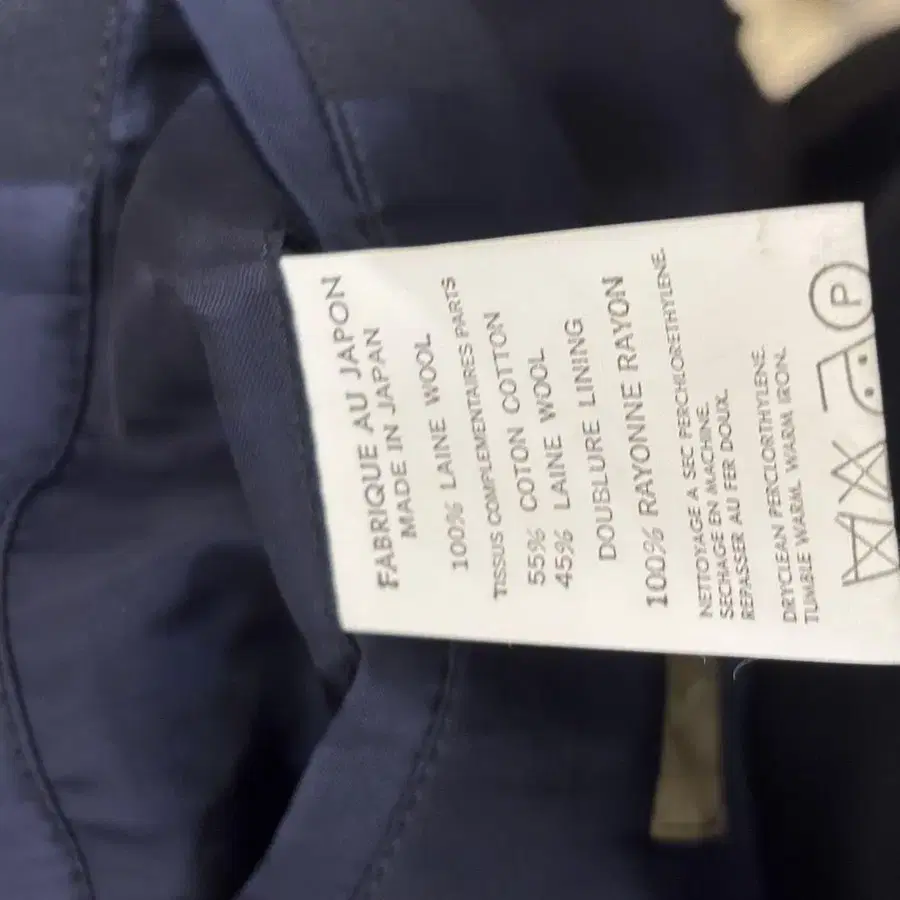 FABRIQUE AU JAPON
MADE IN JAPAN
100% LAINE WOOL
TISSUS COMPLEMENTAIRES PARTS
55% COTON COTTON
45% LAINE WOOL
DOUBLURE LINING
100% RAYONNE RAYON
NETTOYAGE A SEC PERCHLORETHYLENE.
SECHAGE EN MACHINE.
REPASSER AU FER DOUX.
DRYCLEAN PERCLORTHYLENE.
TUMBLE WARM. WARM IRON.
P